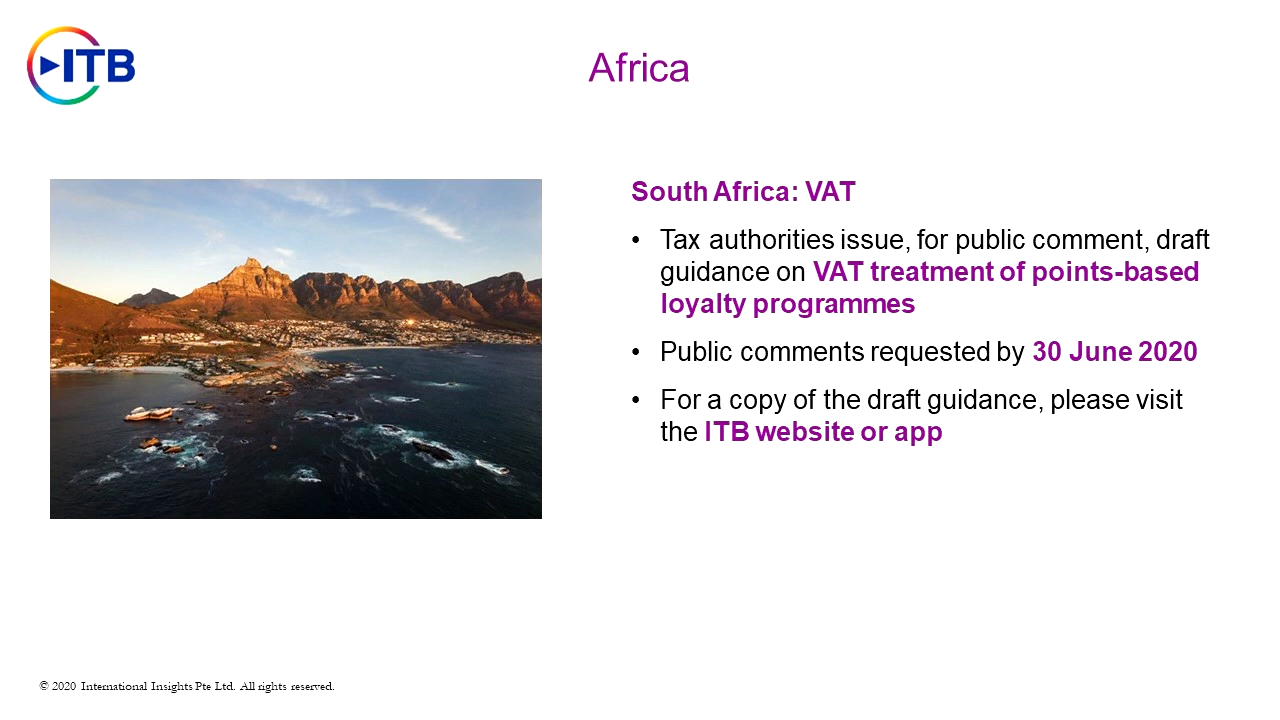 ITB
Africa
South Africa: VAT
• Tax authorities issue, for public comment, draft
guidance on VAT treatment of points-based
loyalty programmes
• Public comments requested by 30 June 2020
• For a copy of the draft guidance, please visit
the ITB website or app
© 2020 International Insights Pte Ltd. All rights reserved.